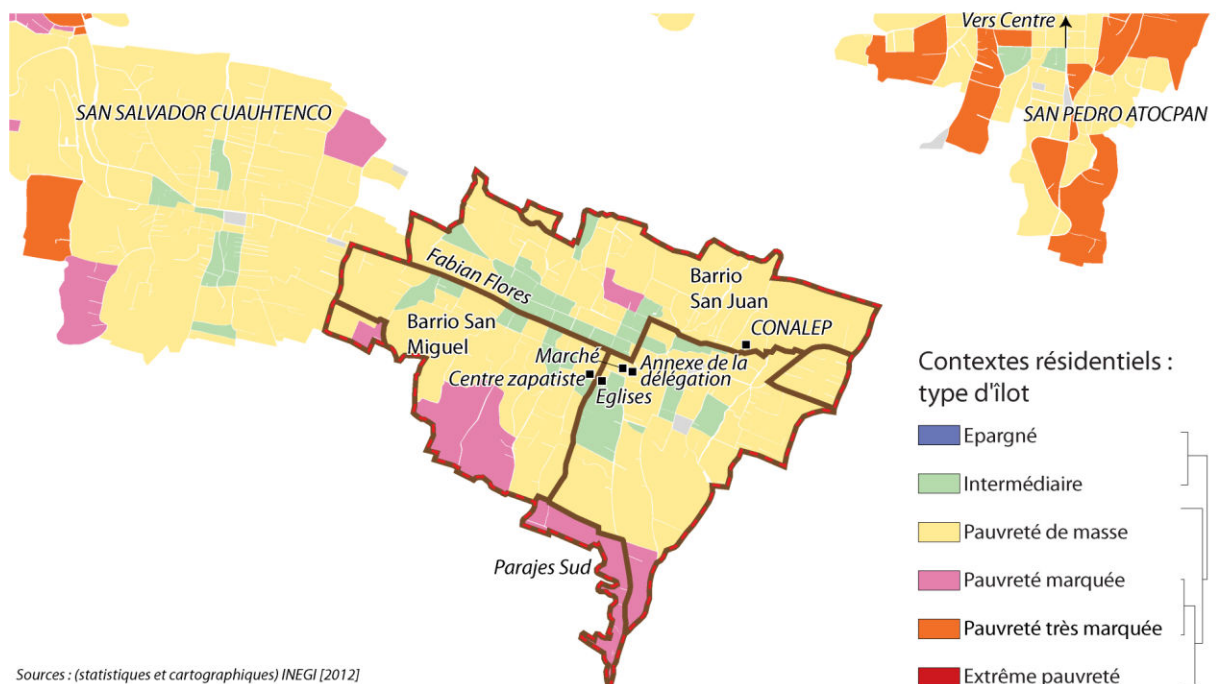 Vers Centre
SAN SALVADOR CUAUHTENCO
SAN PEDRO ATOCPAN
Fabian Flores
Barrio
San Juan
Barrio San
Miguel
CONALEP
Marché
Annexe de la
délégation
Centre zapatiste
Eglises
Parajes Sud
Contextes résidentiels :
type d'îlot
Epargné
Intermédiaire
Pauvreté de masse
Pauvreté marquée
Pauvreté très marquée
Extrême pauvreté
Sources : (statistiques et cartographiques) INEGI [2012]